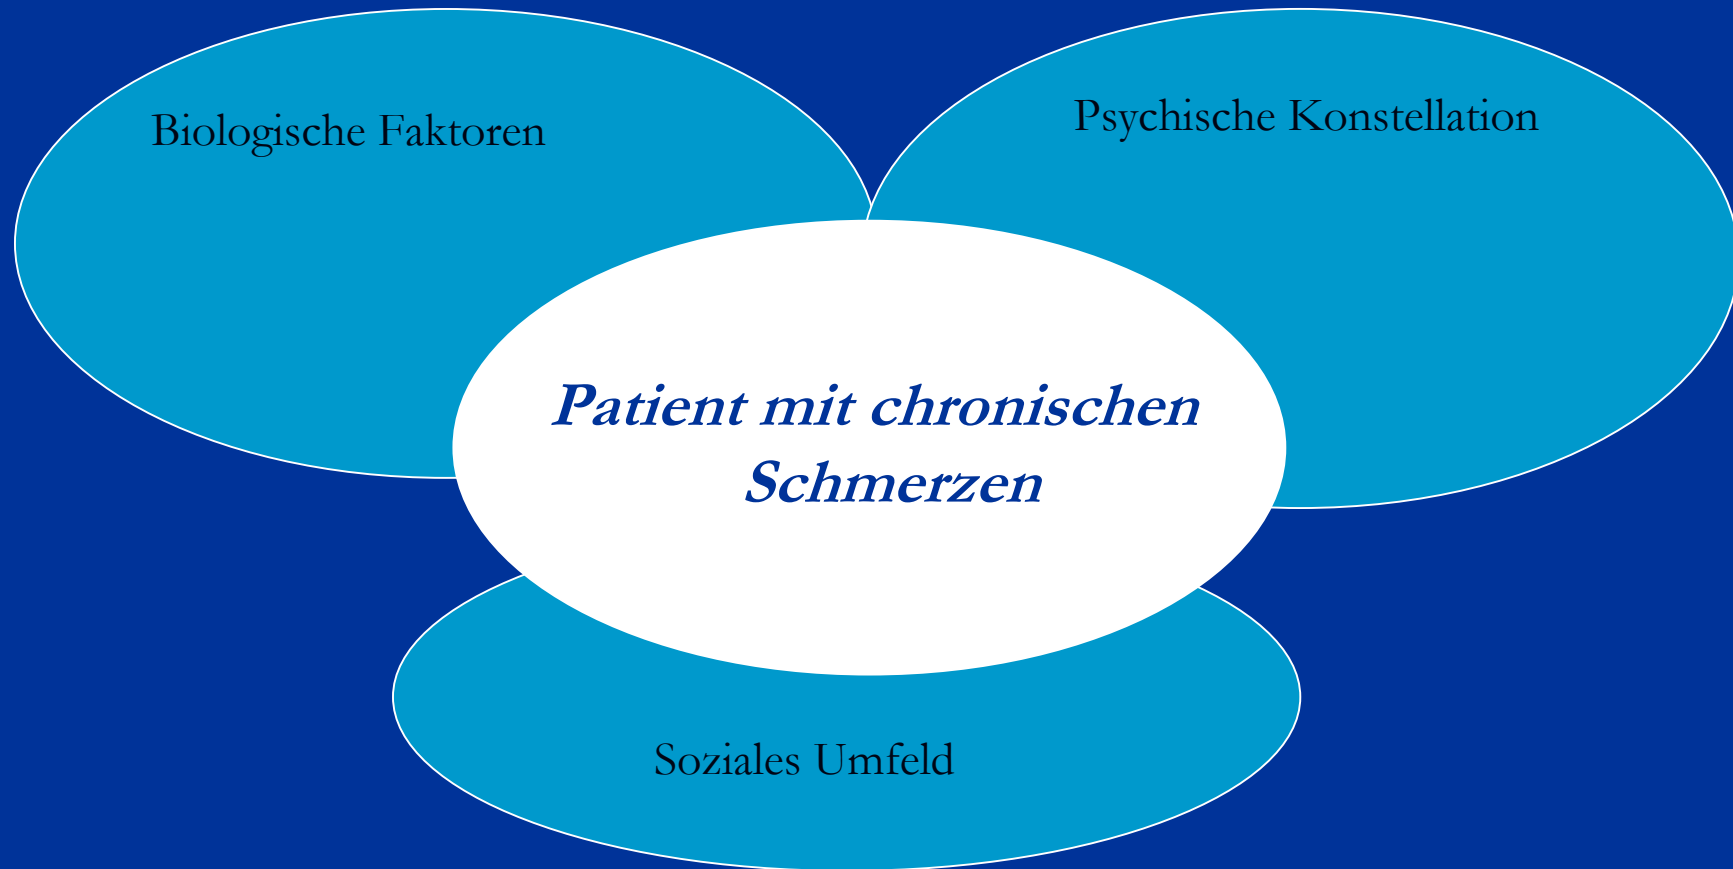 Biologische Faktoren
Psychische Konstellation
Patient mit chronischen
Schmerzen
Soziales Umfeld